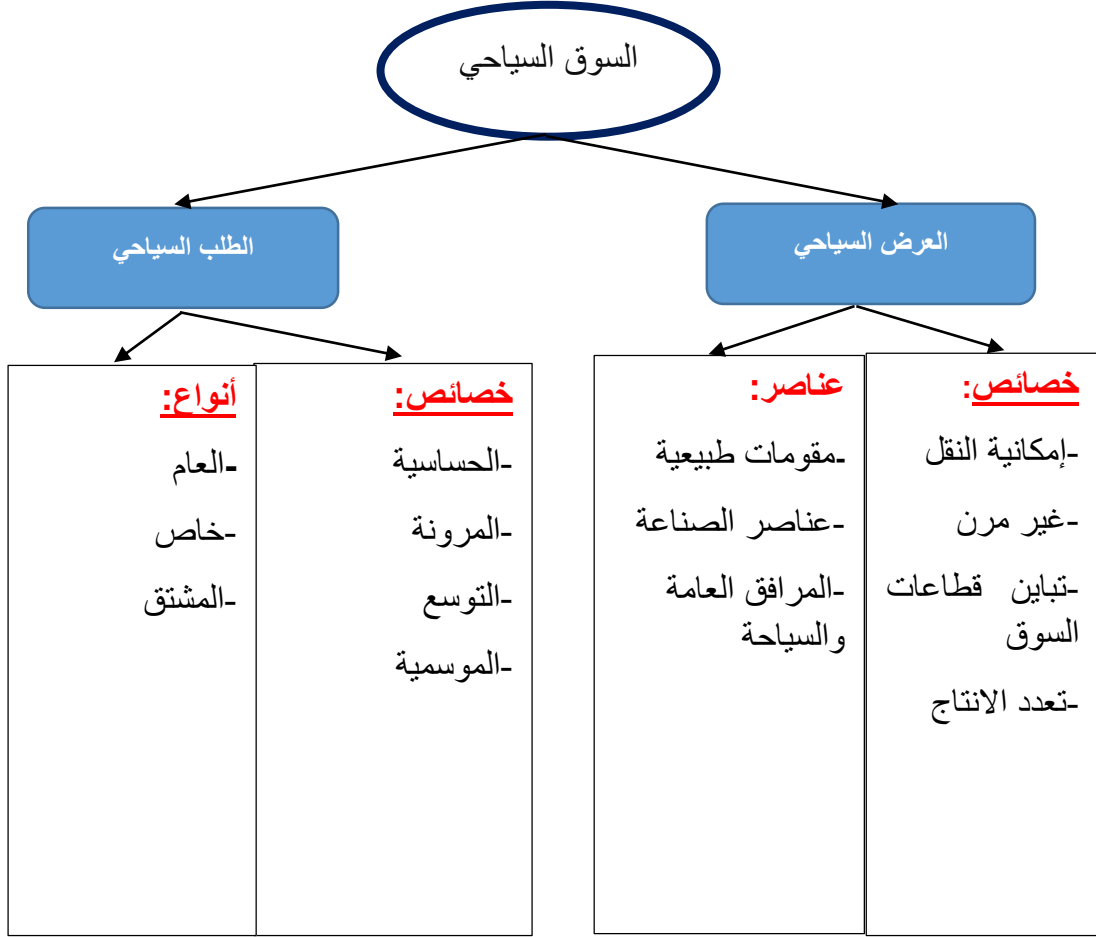 السوق السياحي
العرض السياحي
الطلب السياحي
خصائص:
-إمكانية النقل
-غير مرن
-تباين قطاعات
السوق
-تعدد الانتاج
عناصر:
-مقومات طبيعية
-عناصر الصناعة
-المرافق العامة
والسياحة
خصائص:
-الحساسية
-المرونة
-التوسع
-الموسمية
أنواع:
-العام
-خاص
-المشتق